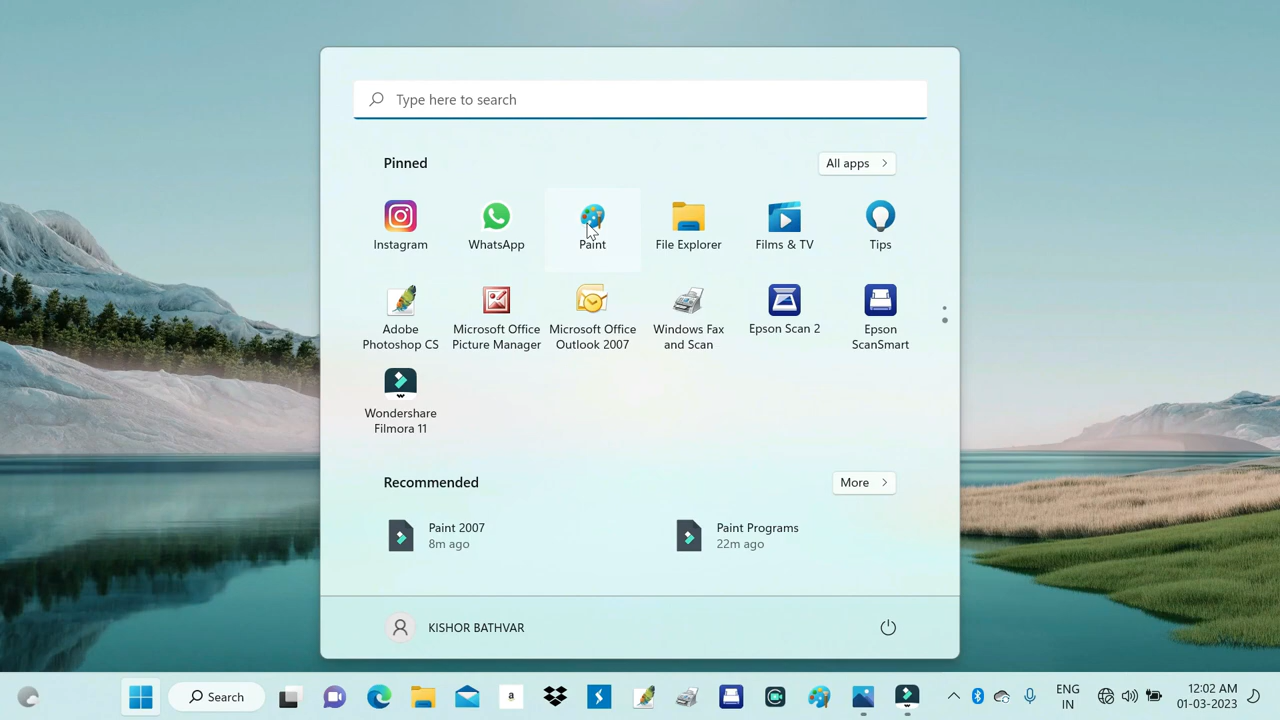 Type here to search
Pinned
All apps
Instagram
WhatsApp
Paint
File Explorer
Films & TV
Tips
Adobe
Photoshop CS
Microsoft Office
Picture Manager
Microsoft Office
Outlook 2007
Windows Fax
and Scan
Epson Scan 2
Epson
ScanSmart
Wondershare
Filmora 11
Recommended
More
Paint 2007
8m ago
Paint Programs
22m ago
KISHOR BATHVAR
Search
a
ENG
IN
12:02 AM
01-03-2023